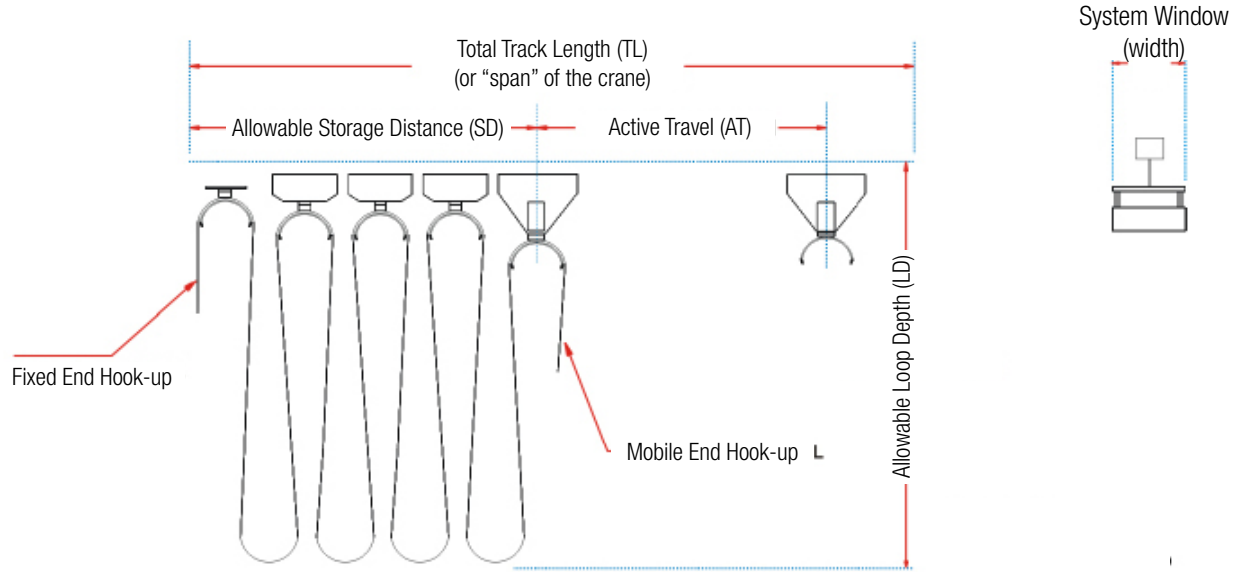 System Window
(width)
Total Track Length (TL)
(or “span” of the crane)
Allowable Storage Distance (SD)
Active Travel (AT)
Allowable Loop Depth (LD)
Fixed End Hook-up
Mobile End Hook-up L